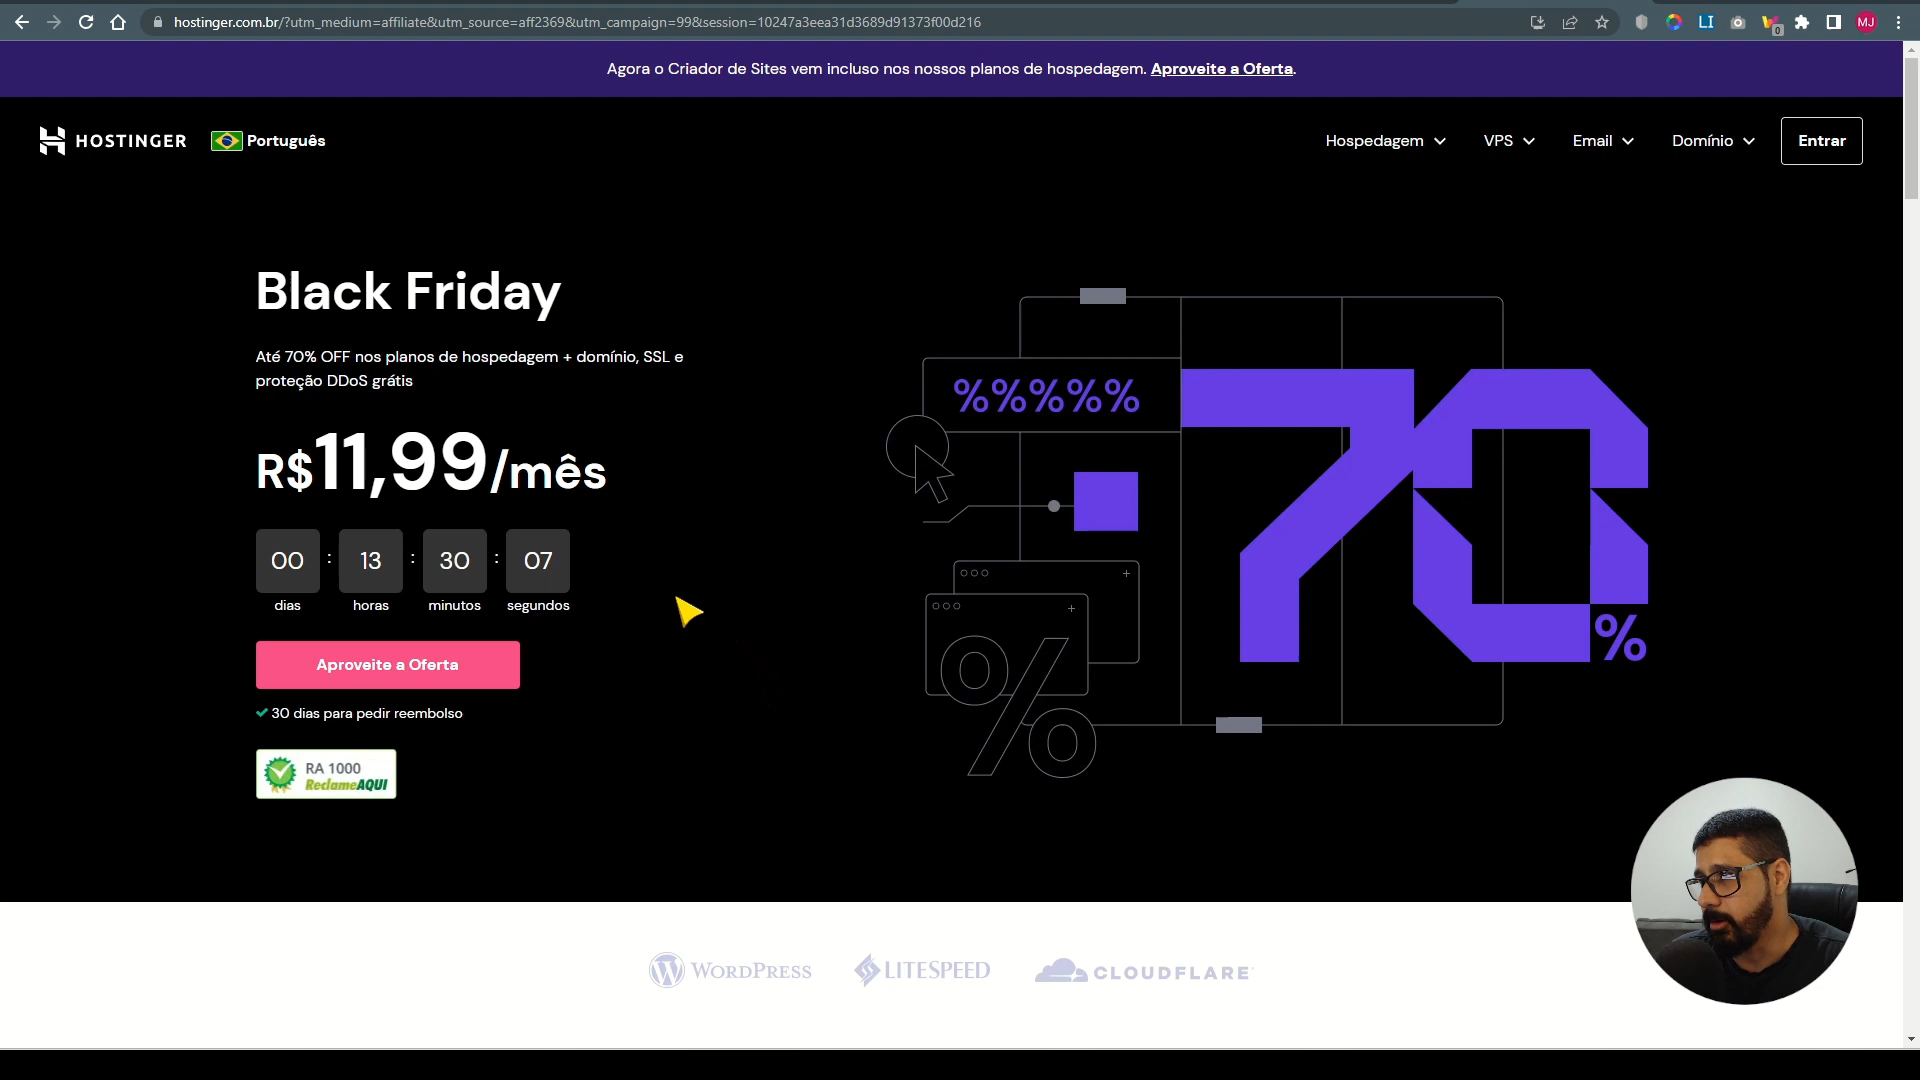 hostinger.com.br/?utm_medium=affiliate&utm_source=aff2369&utm_campaign=99&session=10247a3eea31d3689d91373f00d216
LI
0
MJ
Agora o Criador de Sites vem incluso nos nossos planos de hospedagem. Aproveite a Oferta.
HOSTINGER
Português
Hospedagem
VPS
Email
Domínio
Entrar
Black Friday
Até 70% OFF nos planos de hospedagem + domínio, SSL e
proteção DDoS grátis
R$11,99/mês
00 : 13 : 30 : 07
dias horas minutos segundos
Aproveite a Oferta
30 dias para pedir reembolso
RA 1000
ReclameAQUI
%%%%%
70%
%
WORDPRESS
LITESPEED
CLOUDFLARE